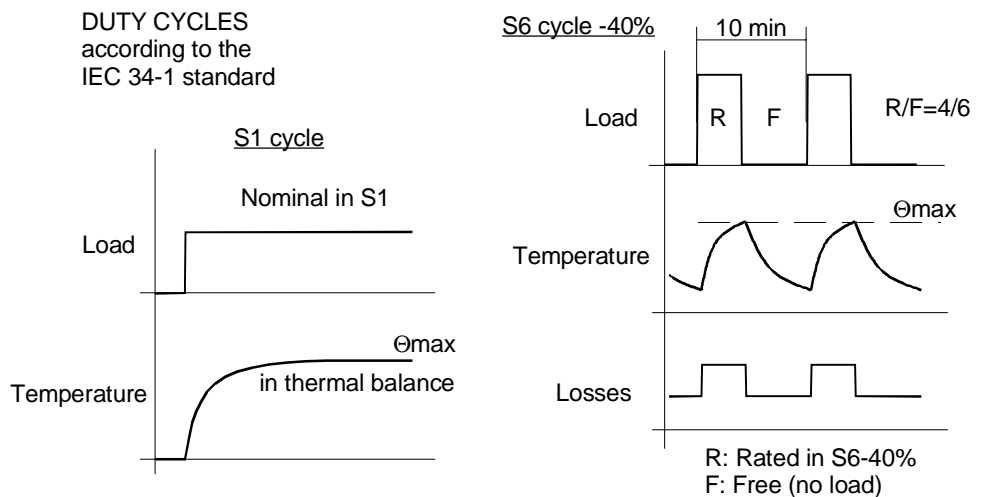 DUTY CYCLES
according to the
IEC 34-1 standard
S1 cycle
Nominal in S1
Load
Θmax
in thermal balance
Temperature
S6 cycle -40%
10 min
R/F=4/6
Load
R
F
Θmax
Temperature
Losses
R: Rated in S6-40%
F: Free (no load)